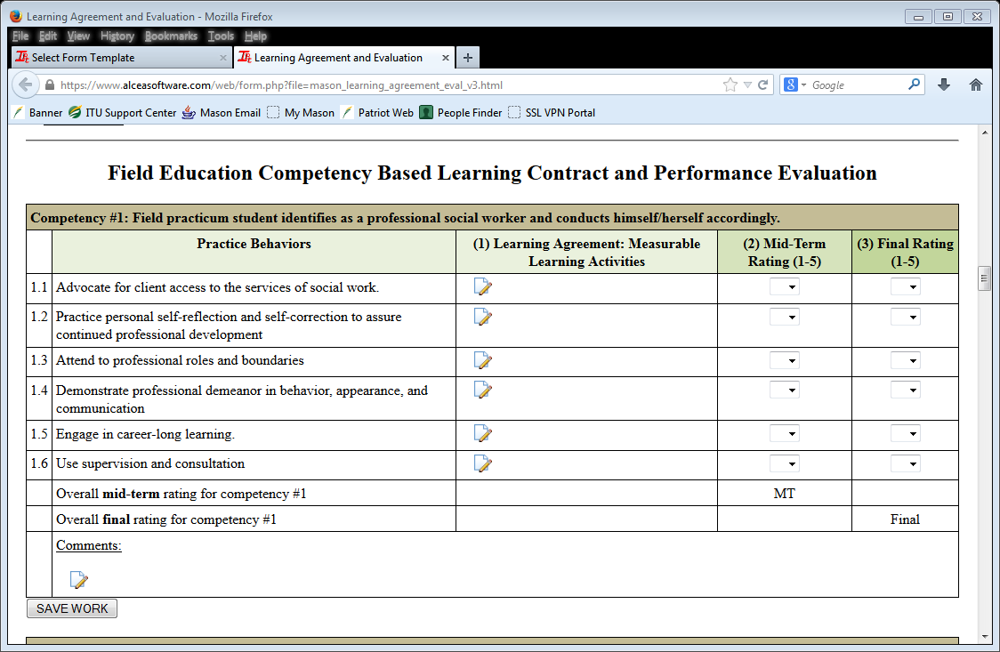 Learning Agreement and Evaluation - Mozilla Firefox
File Edit View History Bookmarks Tools Help
Select Form Template × Learning Agreement and Evaluation × +
https://www.alceasoftware.com/web/form.php?file=mason_learning_agreement_eval_v3.html 8 Google
Banner ITU Support Center Mason Email My Mason Patriot Web People Finder SSL VPN Portal
Field Education Competency Based Learning Contract and Performance Evaluation
Competency #1: Field practicum student identifies as a professional social worker and conducts himself/herself accordingly.
Practice Behaviors
(1) Learning Agreement: Measurable
Learning Activities
(2) Mid-Term
Rating (1-5)
(3) Final Rating
(1-5)
1.1 Advocate for client access to the services of social work.
1.2 Practice personal self-reflection and self-correction to assure
continued professional development
1.3 Attend to professional roles and boundaries
1.4 Demonstrate professional demeanor in behavior, appearance, and
communication
1.5 Engage in career-long learning.
1.6 Use supervision and consultation
Overall mid-term rating for competency #1 MT
Overall final rating for competency #1 Final
Comments:
SAVE WORK